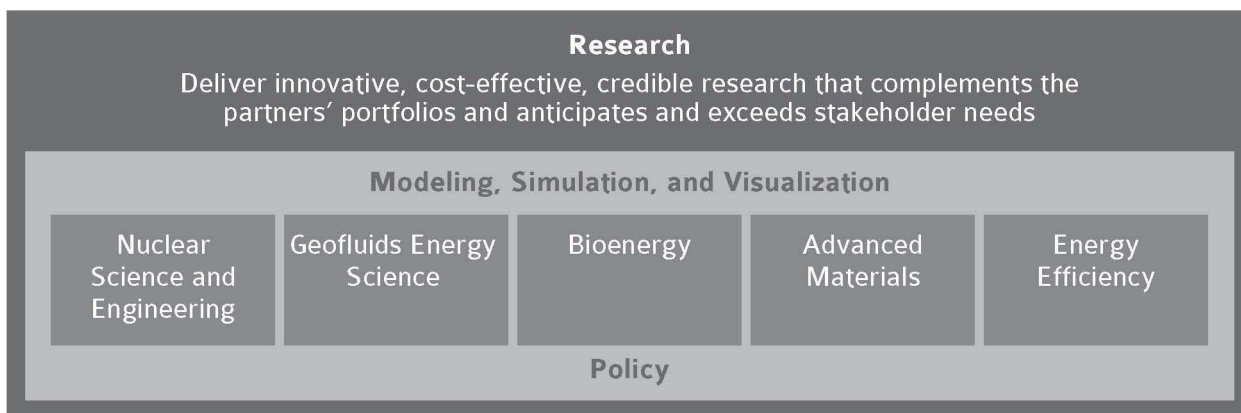 Research
Deliver innovative, cost-effective, credible research that complements the
partners’ portfolios and anticipates and exceeds stakeholder needs
Modeling, Simulation, and Visualization
Nuclear
Science and
Engineering
Geofluids Energy
Science
Bioenergy
Advanced
Materials
Energy
Efficiency
Policy